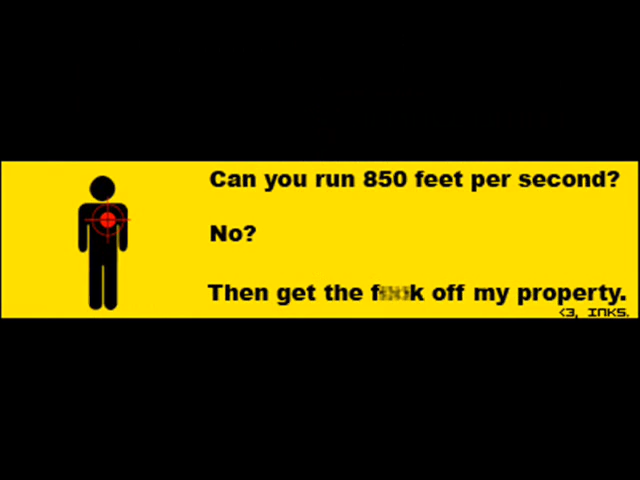 Can you run 850 feet per second?
No?
Then get the f k off my property.
<3, INKS.